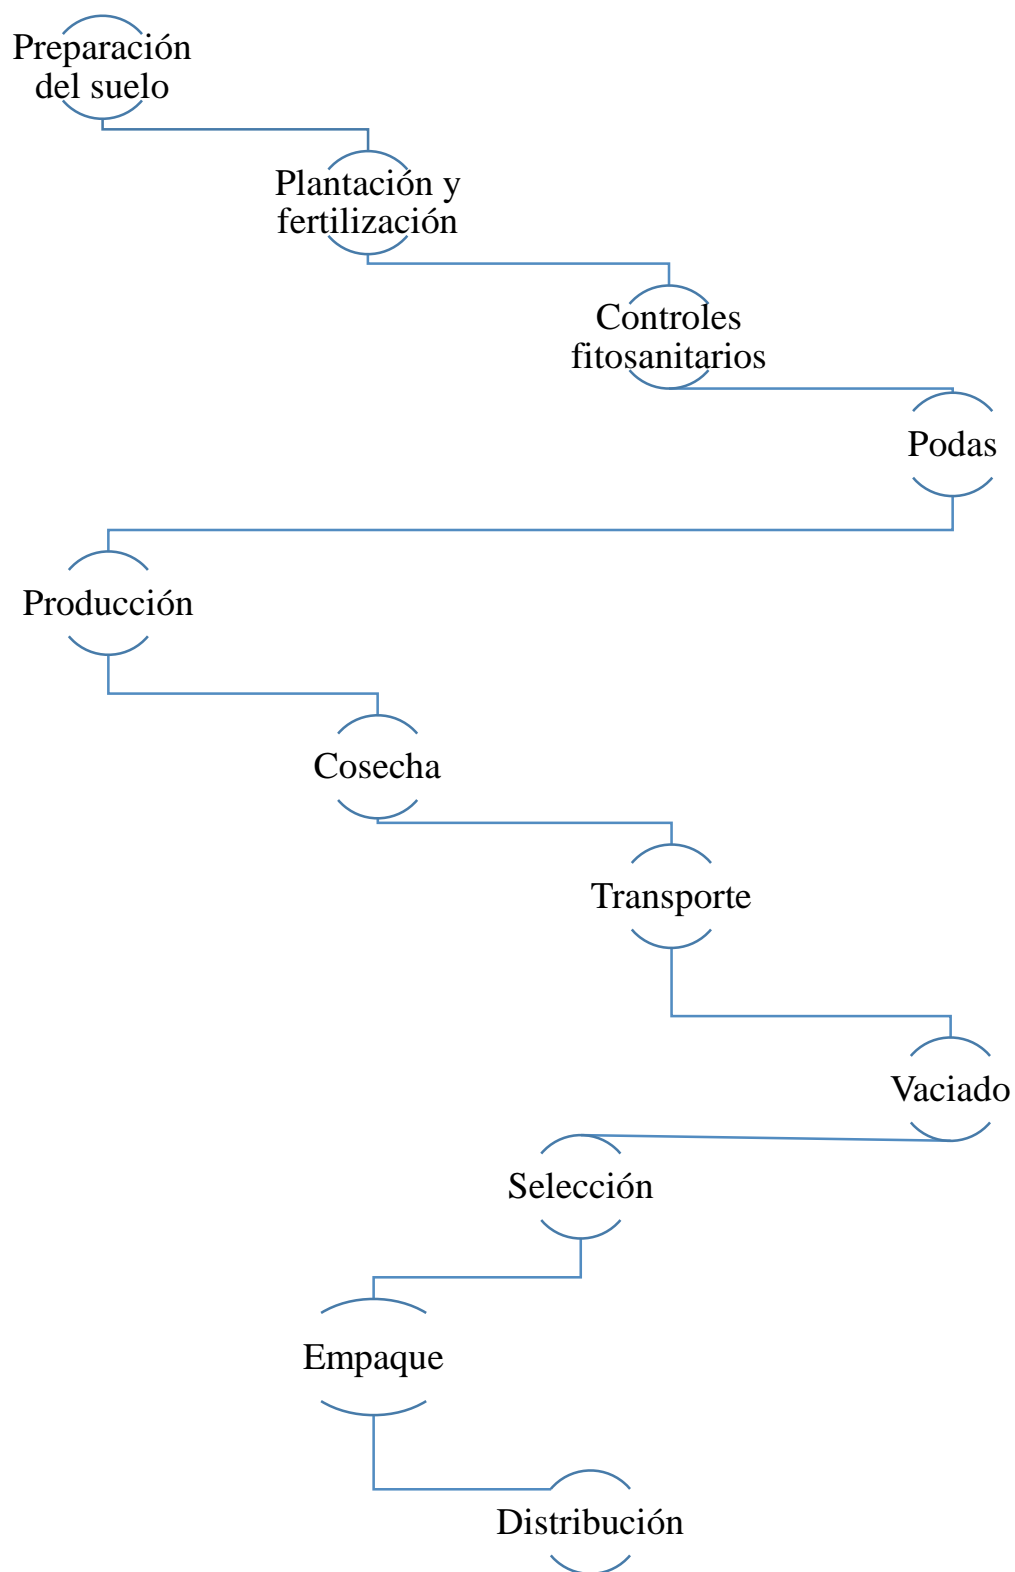 Preparación
del suelo
Plantación y
fertilización
Controles
fitosanitarios
Podas
Producción
Cosecha
Transporte
Vaciado
Selección
Empaque
Distribución